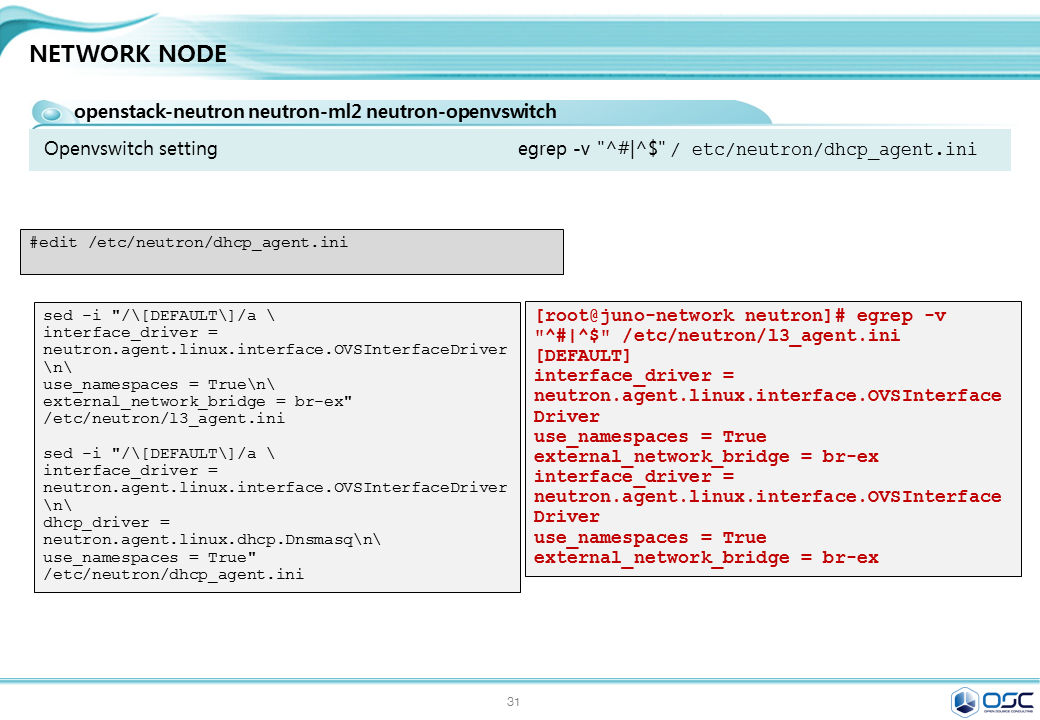 NETWORK NODE
openstack-neutron neutron-ml2 neutron-openvswitch
Openvswitch setting
egrep -v "^#|^$" / etc/neutron/dhcp_agent.ini
#edit /etc/neutron/dhcp_agent.ini
sed -i "/\[DEFAULT\]/a \
interface_driver =
neutron.agent.linux.interface.OVSInterfaceDriver
\n\
use_namespaces = True\n\
external_network_bridge = br-ex"
/etc/neutron/l3_agent.ini
sed -i "/\[DEFAULT\]/a \
interface_driver =
neutron.agent.linux.interface.OVSInterfaceDriver
\n\
dhcp_driver =
neutron.agent.linux.dhcp.Dnsmasq\n\
use_namespaces = True"
/etc/neutron/dhcp_agent.ini
[root@juno-network neutron]# egrep -v
"^#|^$" /etc/neutron/l3_agent.ini
[DEFAULT]
interface_driver =
neutron.agent.linux.interface.OVSInterface
Driver
use_namespaces = True
external_network_bridge = br-ex
interface_driver =
neutron.agent.linux.interface.OVSInterface
Driver
use_namespaces = True
external_network_bridge = br-ex
31
OSC
OPEN SOURCE CONSULTING